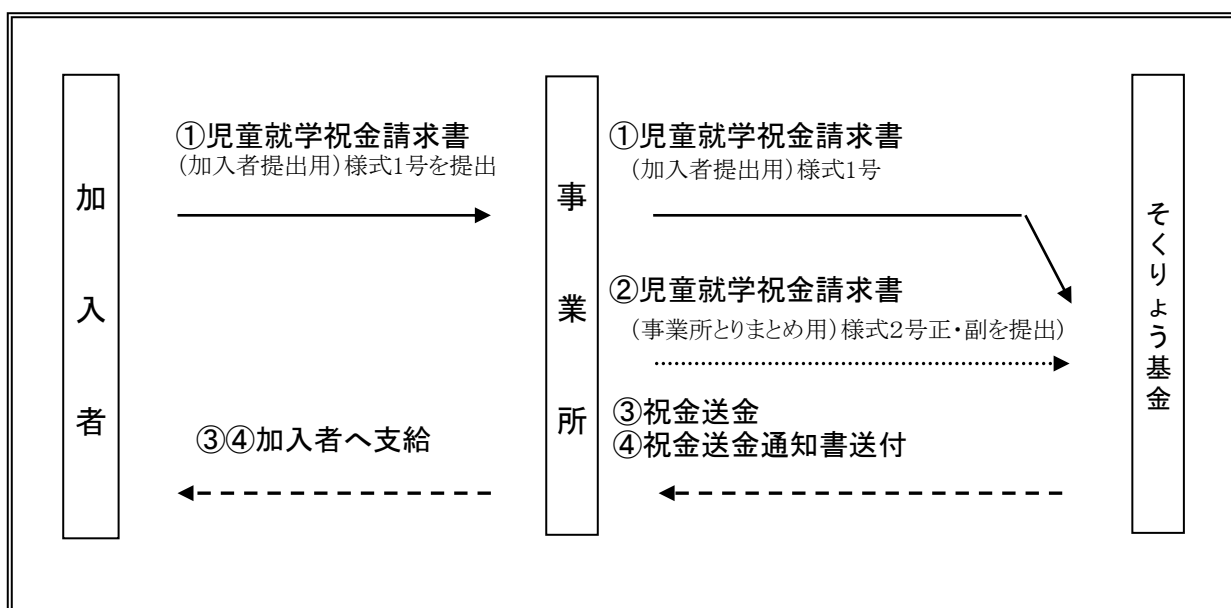 加入者
①児童就学祝金請求書
(加入者提出用)様式1号を提出
③④加入者へ支給
事業所
①児童就学祝金請求書
(加入者提出用)様式1号
②児童就学祝金請求書
(事業所とりまとめ用)様式2号正・副を提出)
③祝金送金
④祝金送金通知書送付
そくりょう基金